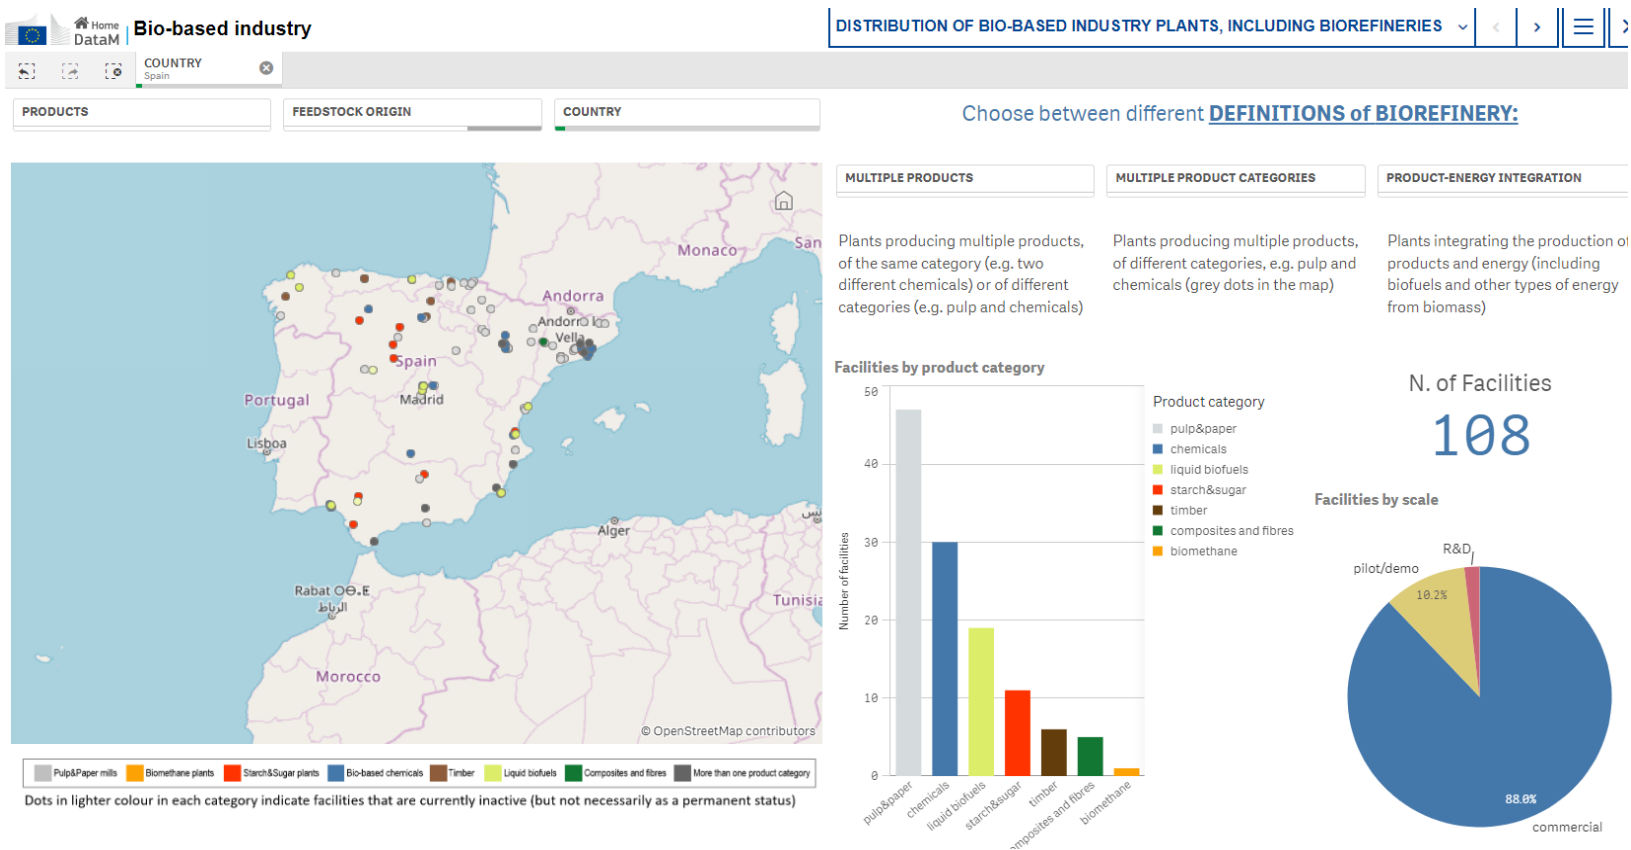 Home
DataM
Bio-based industry
DISTRIBUTION OF BIO-BASED INDUSTRY PLANTS, INCLUDING BIOREFINERIES
COUNTRY
Spain
PRODUCTS
FEEDSTOCK ORIGIN
COUNTRY
Choose between different DEFINITIONS of BIOREFINERY:
MULTIPLE PRODUCTS
MULTIPLE PRODUCT CATEGORIES
PRODUCT-ENERGY INTEGRATION
Plants producing multiple products,
of the same category (e.g. two
different chemicals) or of different
categories (e.g. pulp and chemicals)
Plants producing multiple products,
of different categories, e.g. pulp and
chemicals (grey dots in the map)
Plants integrating the production of
products and energy (including
biofuels and other types of energy
from biomass)
Monaco
San
Andorra
Andorra l
Vella
Spain
Madrid
Portugal
Lisboa
Alger
تونس
Rabat ⵔⴱⴰⵟ
الرباط
Tunisia
Morocco
© OpenStreetMap contributors
Pulp&Paper mills
Biomethane plants
Starch&Sugar plants
Bio-based chemicals
Timber
Liquid biofuels
Composites and fibres
More than one product category
Dots in lighter colour in each category indicate facilities that are currently inactive (but not necessarily as a permanent status)
Facilities by product category
Number of facilities
50
40
30
20
10
0
pulp&paper
chemicals
liquid biofuels
starch&sugar
timber
omposites and fibres
biomethane
Product category
pulp&paper
chemicals
liquid biofuels
starch&sugar
timber
composites and fibres
biomethane
N. of Facilities
108
Facilities by scale
R&D
pilot/demo
10.2%
88.0%
commercial